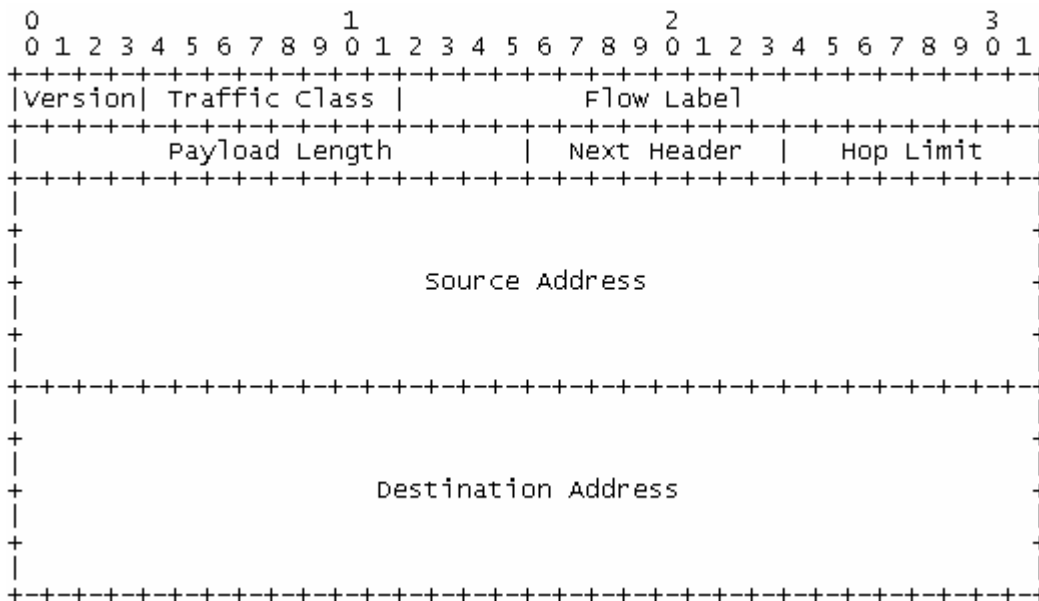 0                   1                   2                   3
 0 1 2 3 4 5 6 7 8 9 0 1 2 3 4 5 6 7 8 9 0 1 2 3 4 5 6 7 8 9 0 1
+-+-+-+-+-+-+-+-+-+-+-+-+-+-+-+-+-+-+-+-+-+-+-+-+-+-+-+-+-+-+-+-+
|Version| Traffic Class |           Flow Label                  |
+-+-+-+-+-+-+-+-+-+-+-+-+-+-+-+-+-+-+-+-+-+-+-+-+-+-+-+-+-+-+-+-+
|         Payload Length        |  Next Header  |   Hop Limit   |
+-+-+-+-+-+-+-+-+-+-+-+-+-+-+-+-+-+-+-+-+-+-+-+-+-+-+-+-+-+-+-+-+
|                                                               |
+                                                               +
|                                                               |
+                         Source Address                        +
|                                                               |
+                                                               +
|                                                               |
+-+-+-+-+-+-+-+-+-+-+-+-+-+-+-+-+-+-+-+-+-+-+-+-+-+-+-+-+-+-+-+-+
|                                                               |
+                                                               +
|                                                               |
+                      Destination Address                      +
|                                                               |
+                                                               +
|                                                               |
+-+-+-+-+-+-+-+-+-+-+-+-+-+-+-+-+-+-+-+-+-+-+-+-+-+-+-+-+-+-+-+-+